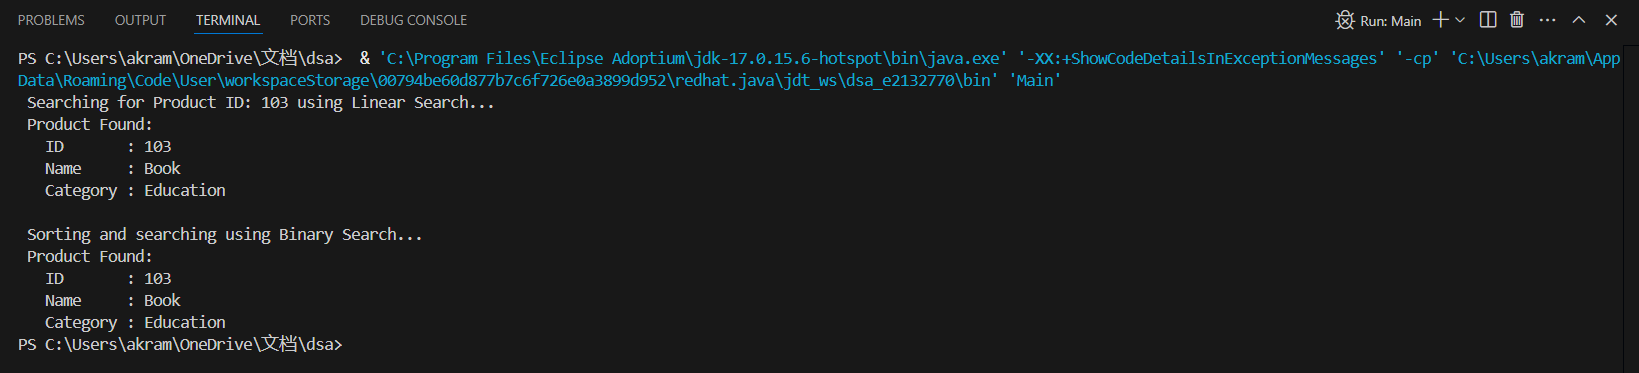 PROBLEMS OUTPUT TERMINAL PORTS DEBUG CONSOLE Run: Main
PS C:\Users\akram\OneDrive\文档\dsa>  & 'C:\Program Files\Eclipse Adoptium\jdk-17.0.15.6-hotspot\bin\java.exe' '-XX:+ShowCodeDetailsInExceptionMessages' '-cp' 'C:\Users\akram\App
Data\Roaming\Code\User\workspaceStorage\00794be60d877b7c6f726e0a3899d952\redhat.java\jdt_ws\dsa_e2132770\bin' 'Main'
 Searching for Product ID: 103 using Linear Search...
 Product Found:
   ID       : 103
   Name     : Book
   Category : Education

 Sorting and searching using Binary Search...
 Product Found:
   ID       : 103
   Name     : Book
   Category : Education
PS C:\Users\akram\OneDrive\文档\dsa>